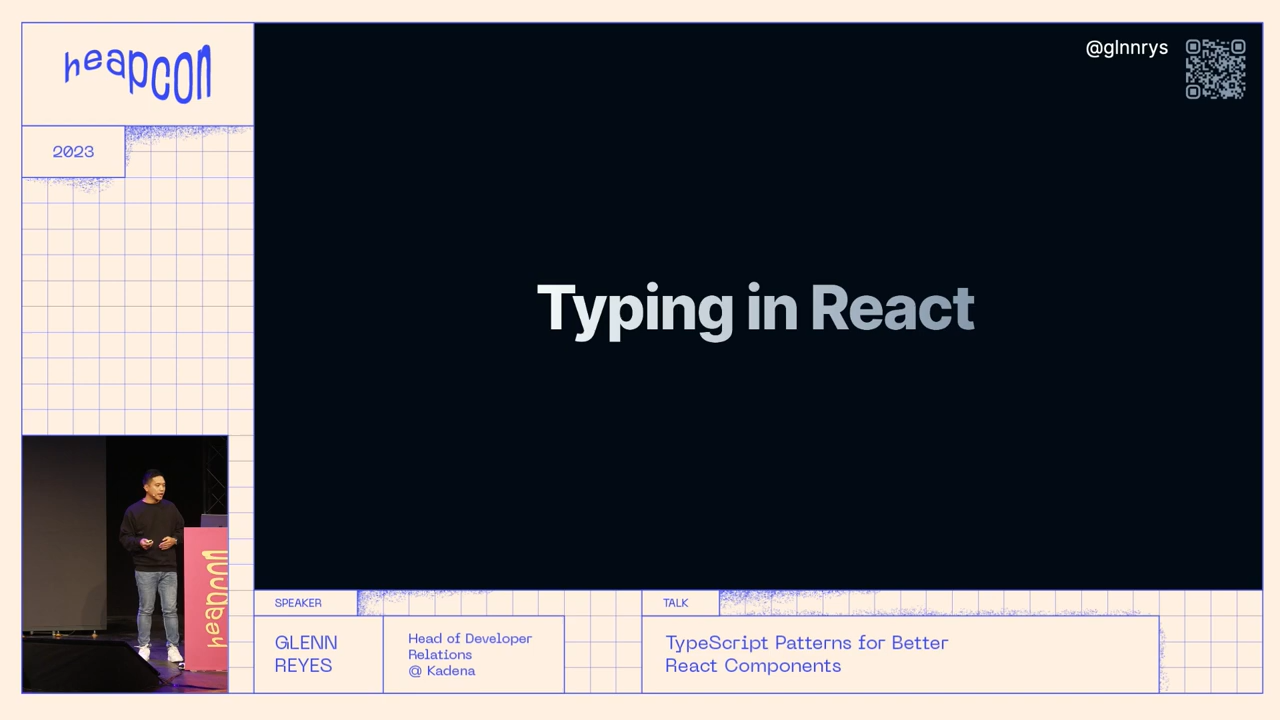 heapcon
2023
@glnnrys
Typing in React
heapcon
SPEAKER
GLENN
REYES
Head of Developer
Relations
@ Kadena
TALK
TypeScript Patterns for Better
React Components